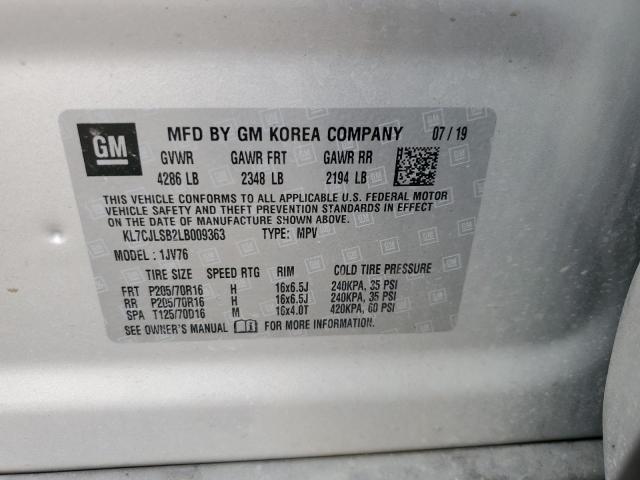 GM
MFD BY GM KOREA COMPANY 07/19
GVWR GAWR FRT GAWR RR
4286 LB 2348 LB 2194 LB
THIS VEHICLE CONFORMS TO ALL APPLICABLE U.S. FEDERAL MOTOR
VEHICLE SAFETY AND THEFT PREVENTION STANDARDS IN EFFECT
ON THE DATE OF MANUFACTURE SHOWN ABOVE.
KL7CJLSB2LB009363 TYPE: MPV
MODEL: 1JV76
TIRE SIZE SPEED RTG RIM COLD TIRE PRESSURE
FRT P205/70R16 H 16x6.5J 240KPA, 35 PSI
RR P205/70R16 H 16x6.5J 240KPA, 35 PSI
SPA T125/70D16 M 16x4.0T 420KPA, 60 PSI
SEE OWNER'S MANUAL FOR MORE INFORMATION.